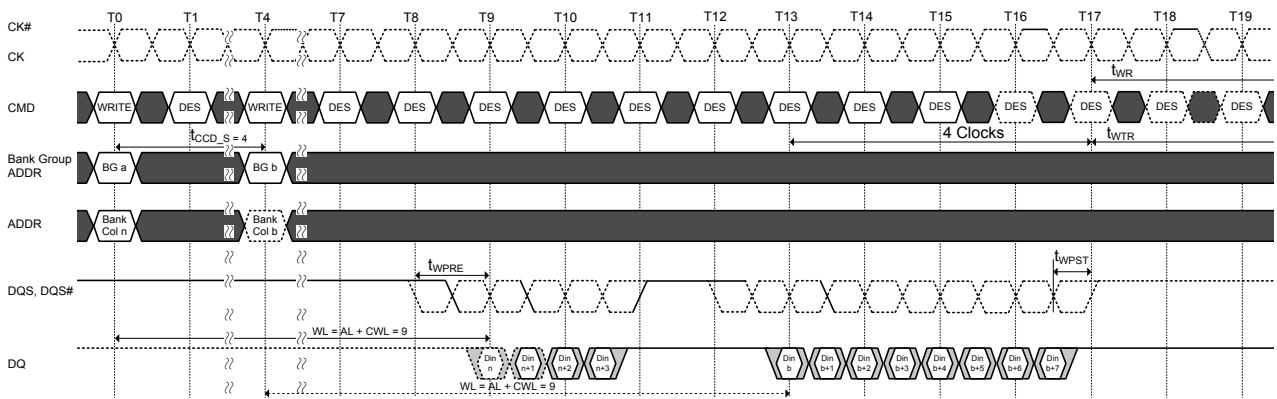 T0 T1 T4 T7 T8 T9 T10 T11 T12 T13 T14 T15 T16 T17 T18 T19
CK#
CK
tWR
CMD WRITE DES WRITE DES DES DES DES DES DES DES DES DES DES DES DES DES
tCCD_S = 4
4 Clocks
tWTR
Bank Group
ADDR
BG a BG b
ADDR
Bank
Col n
Bank
Col b
tWPRE
tWPST
DQS, DQS#
WL = AL + CWL = 9
DQ
Din
n
Din
n+1
Din
n+2
Din
n+3
Din
b
Din
b+1
Din
b+2
Din
b+3
Din
b+4
Din
b+5
Din
b+6
Din
b+7
WL = AL + CWL = 9